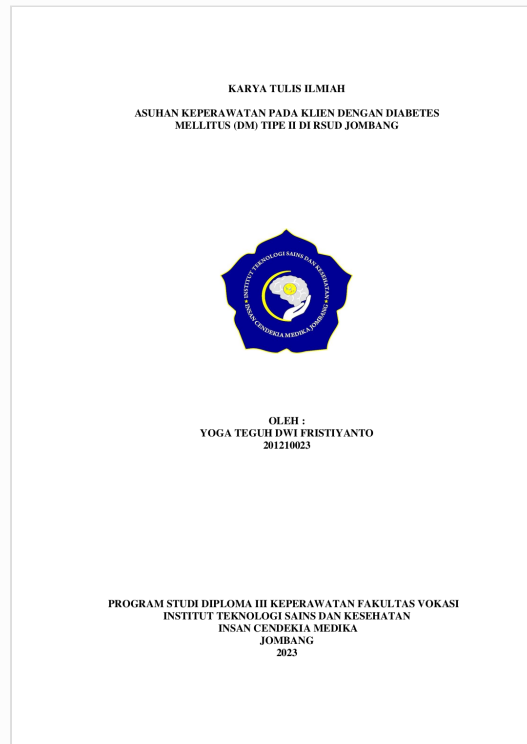 KARYA TULIS ILMIAH
ASUHAN KEPERAWATAN PADA KLIEN DENGAN DIABETES
MELLITUS (DM) TIPE II DI RSUD JOMBANG
INSTITUT TEKNOLOGI SAINS DAN KESEHATAN
INSAN CENDEKIA MEDIKA JOMBANG
OLEH :
YOGA TEGUH DWI FRISTIYANTO
201210023
PROGRAM STUDI DIPLOMA III KEPERAWATAN FAKULTAS VOKASI
INSTITUT TEKNOLOGI SAINS DAN KESEHATAN
INSAN CENDEKIA MEDIKA
JOMBANG
2023